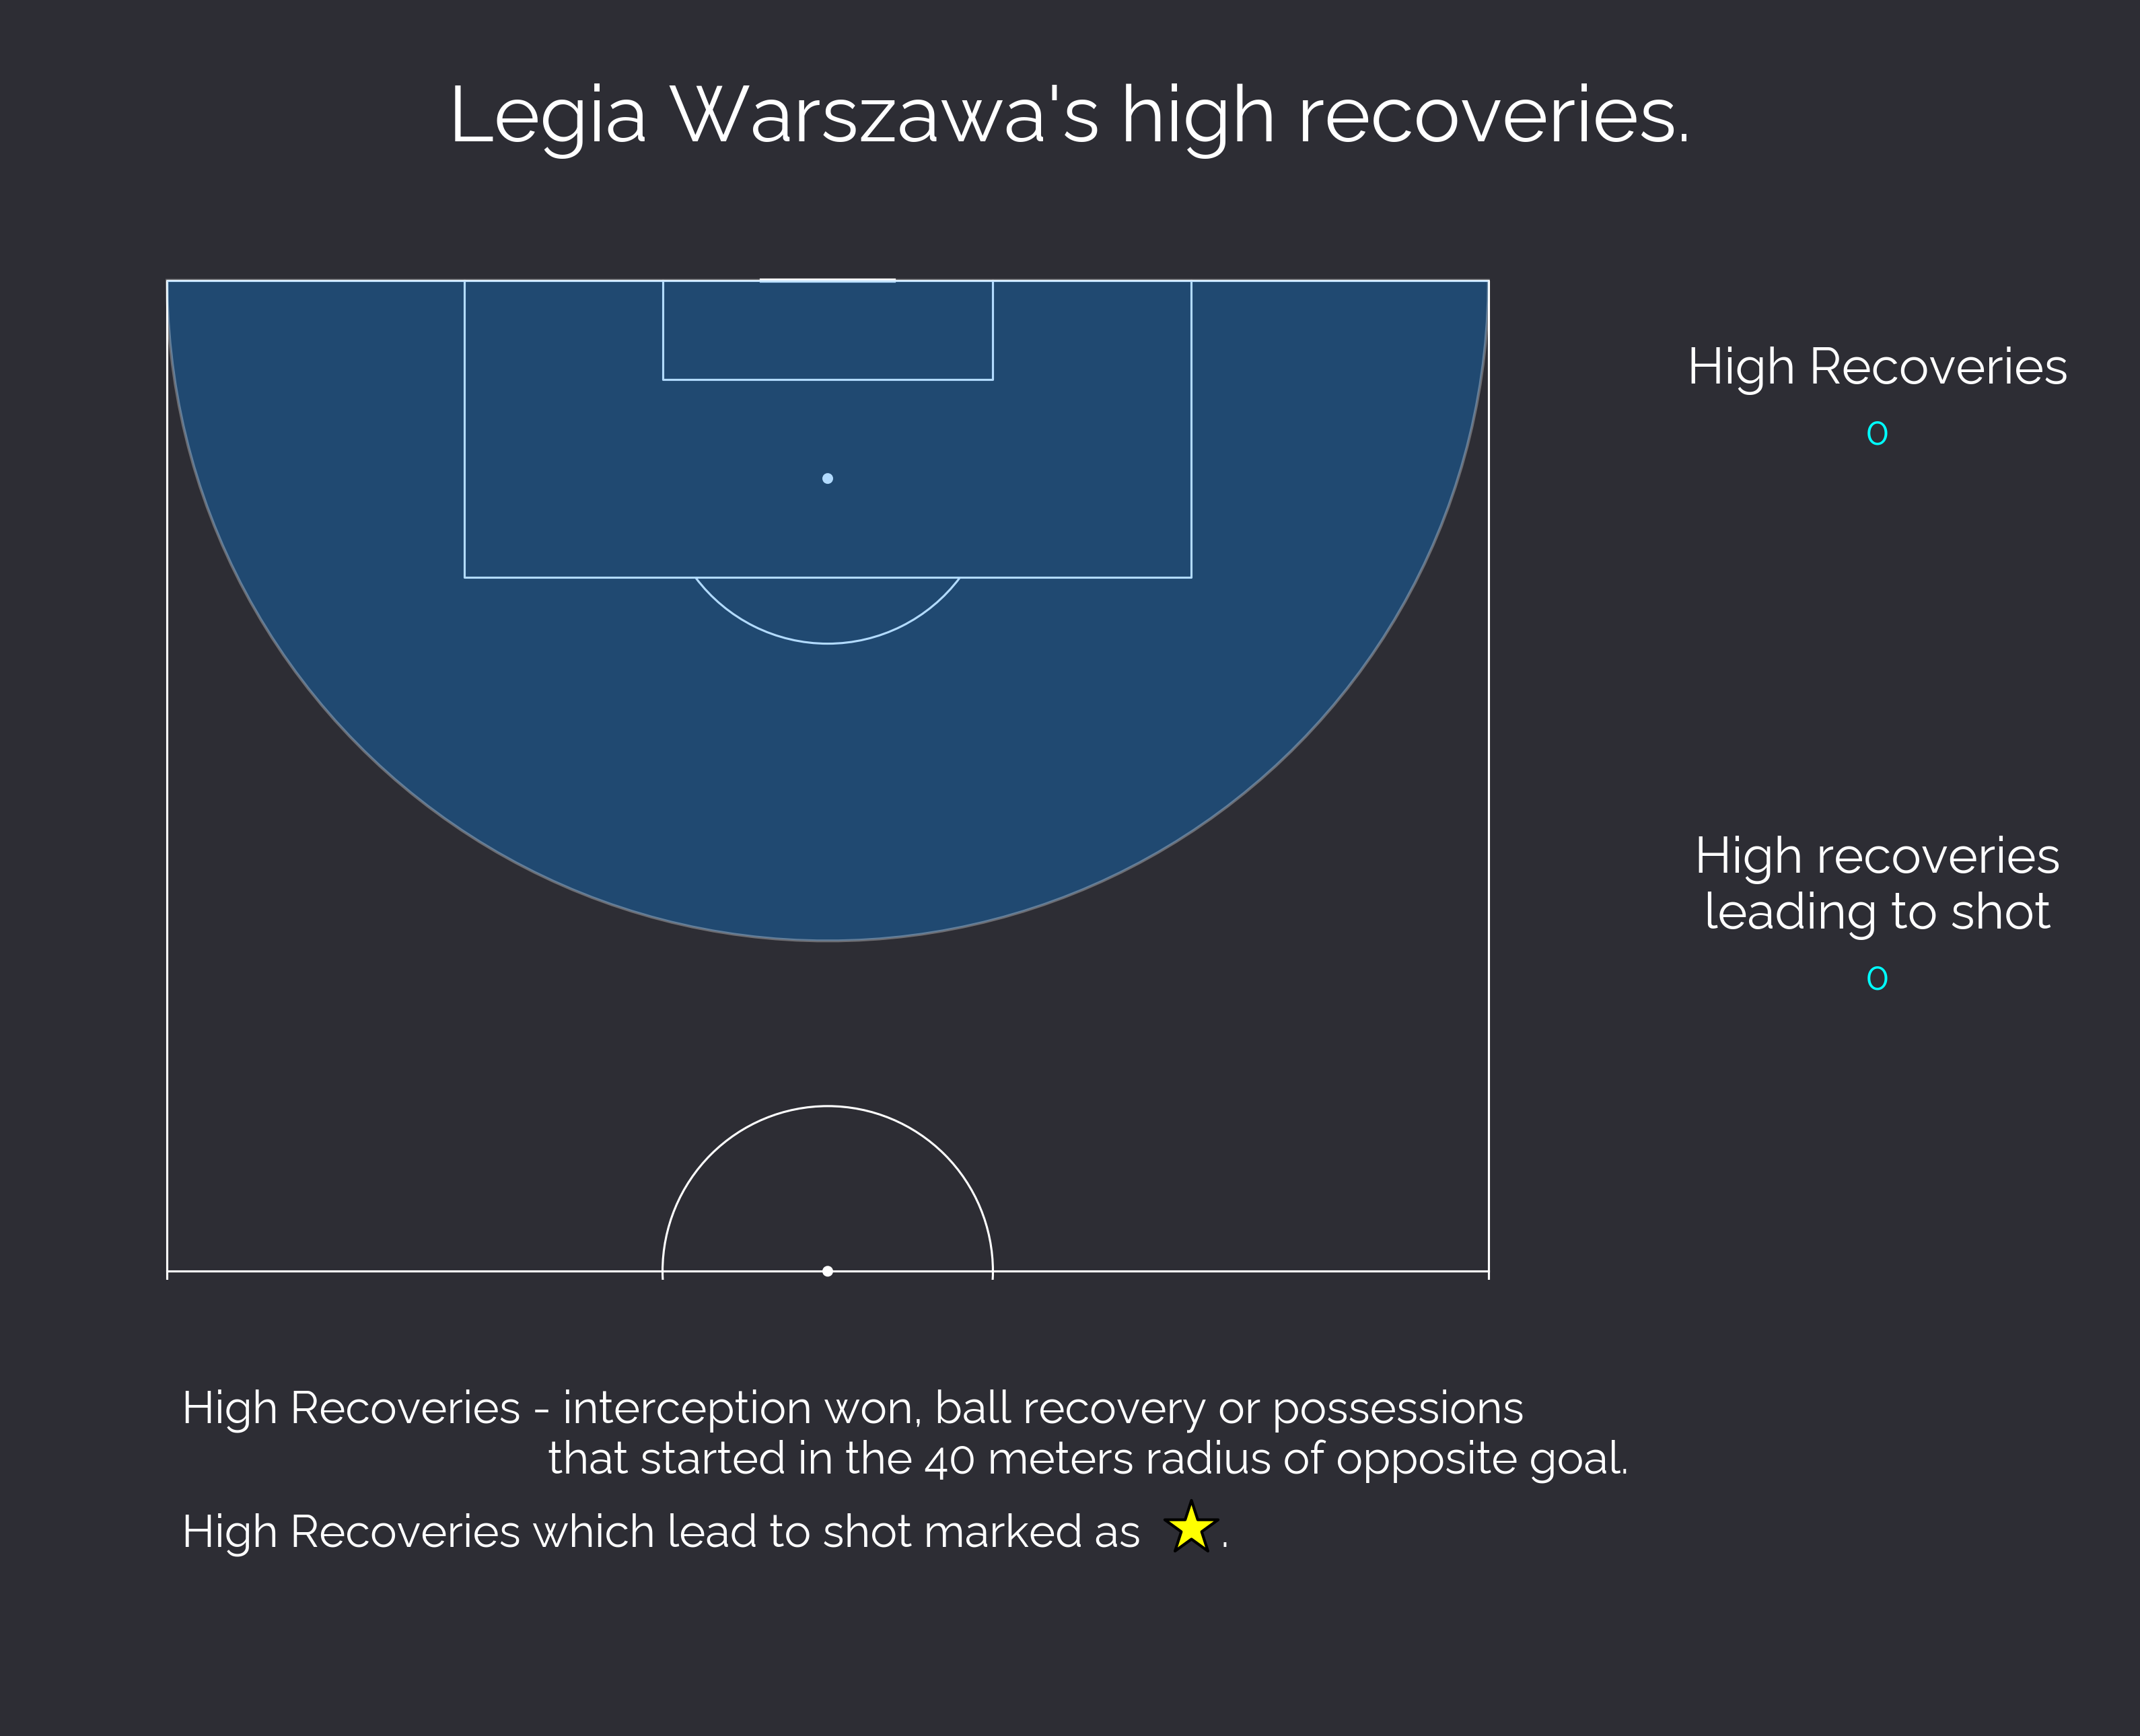 Legia Warszawa's high recoveries.
High Recoveries
0
High recoveries
leading to shot
0
High Recoveries - interception won, ball recovery or possessions
that started in the 40 meters radius of opposite goal.
High Recoveries which lead to shot marked as .